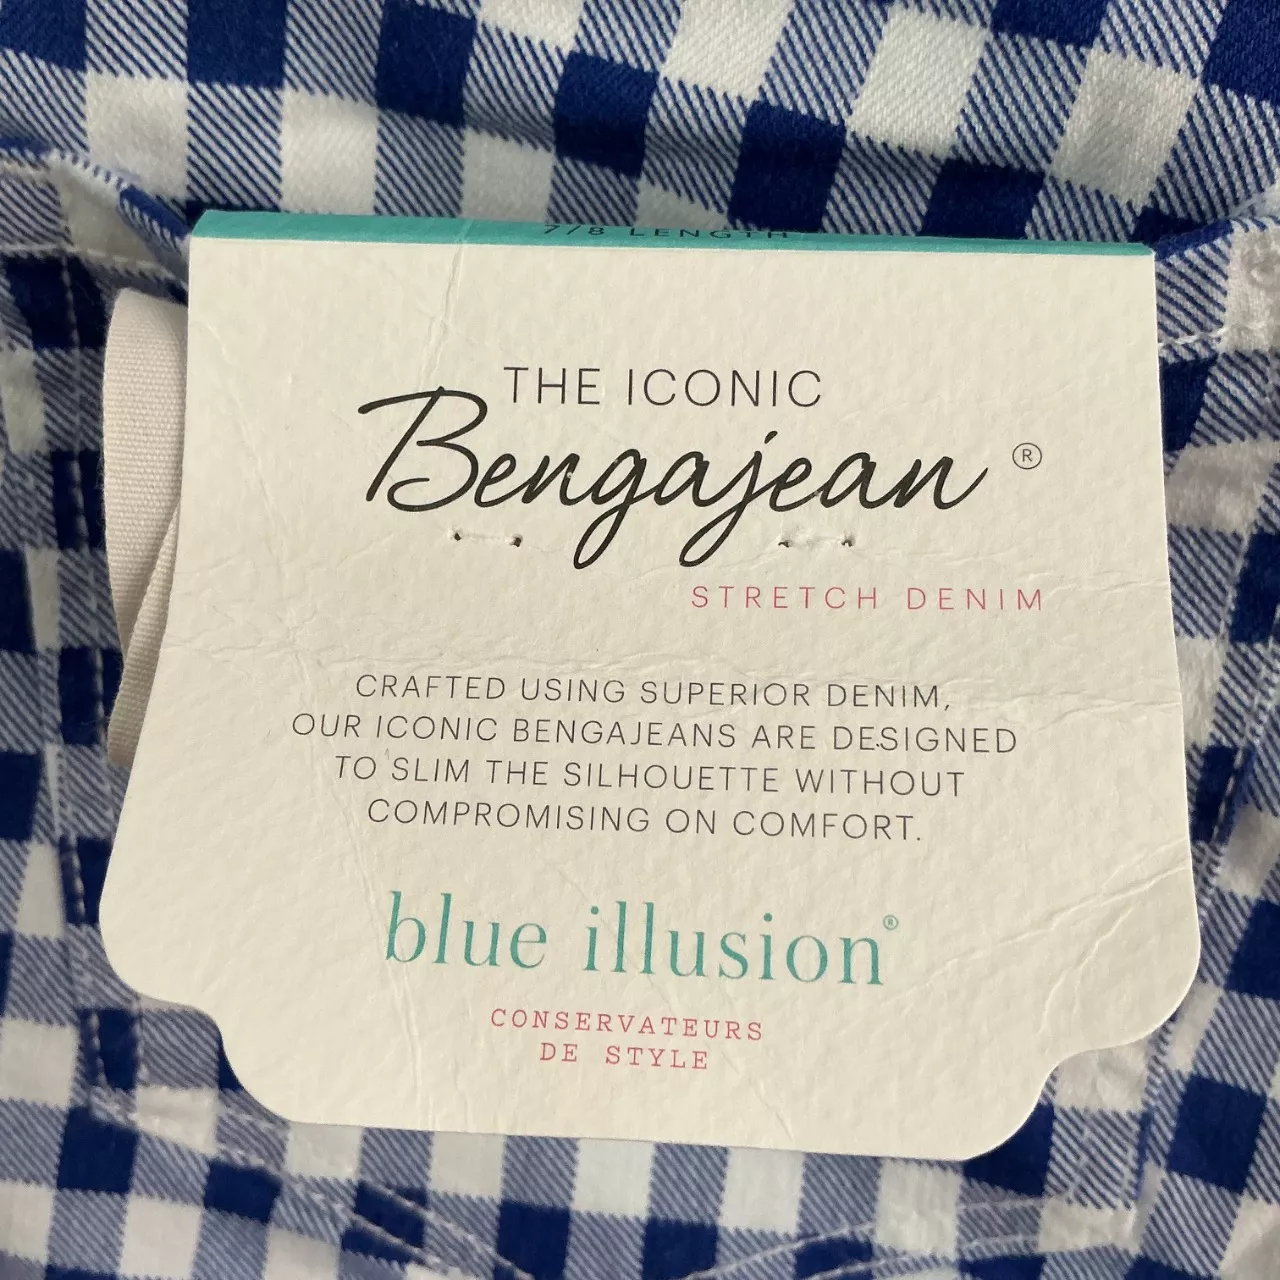 7/8 LENGTH
THE ICONIC
Bengajean ®
STRETCH DENIM
CRAFTED USING SUPERIOR DENIM,
OUR ICONIC BENGAJEANS ARE DESIGNED
TO SLIM THE SILHOUETTE WITHOUT
COMPROMISING ON COMFORT.
blue illusion®
CONSERVATEURS
DE STYLE